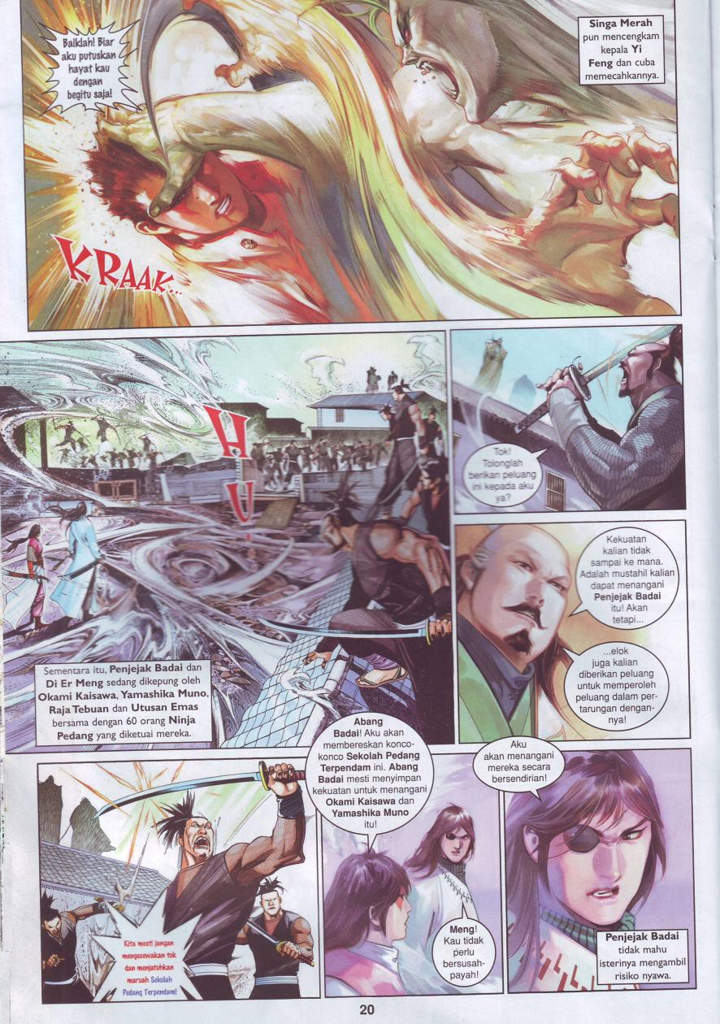 Baiklah! Biar
aku putuskan
hayat kau
dengan
begitu saja!
Singa Merah
pun mencengkam
kepala Yi
Feng dan cuba
memecahkannya.
KRAAK...
HU.
Tok!
Tolonglah
berikan peluang
ini kepada aku
ya?
Kekuatan
kalian tidak
sampai ke mana.
Adalah mustahil kalian
dapat menangani
Penjejak Badai
itu! Akan
tetapi...
...eloklah
juga kalian
diberikan peluang
untuk memperoleh
peluang dalam per-
tarungan dengan-
nya!
Sementara itu, Penjejak Badai dan
Di Er Meng sedang dikepung oleh
Okami Kaisawa, Yamashika Muno,
Raja Tebuan dan Utusan Emas
bersama dengan 60 orang Ninja
Pedang yang diketuai mereka.
Kita mesti jangan
mengecewakan tok
dan menjatuhkan
maruah Sekolah
Pedang Terpendam!
Abang
Badai! Aku akan
membereskan konco-
konco Sekolah Pedang
Terpendam ini. Abang
Badai mesti menyimpan
kekuatan untuk menangani
Okami Kaisawa dan
Yamashika Muno
itu!
Meng!
Kau tidak
perlu
bersusah-
payah!
Aku
akan menangani
mereka secara
bersendirian!
Penjejak Badai
tidak mahu
isterinya mengambil
risiko nyawa.
20